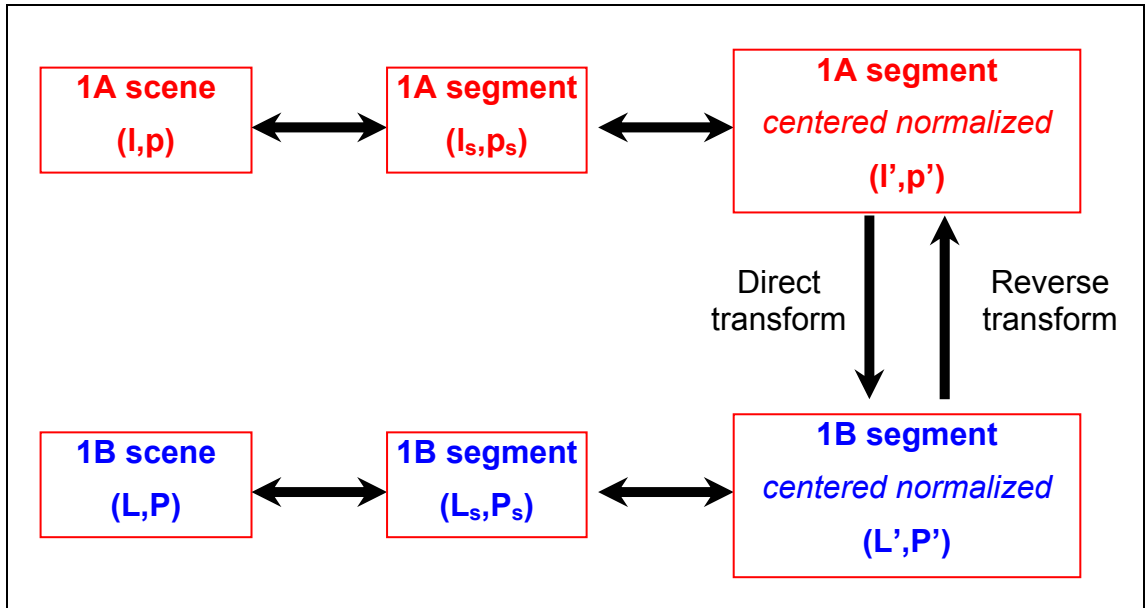 1A scene
(l,p)
1A segment
(lₛ,pₛ)
1A segment
centered normalized
(l’,p’)
Direct
transform
Reverse
transform
1B scene
(L,P)
1B segment
(Lₛ,Pₛ)
1B segment
centered normalized
(L’,P’)